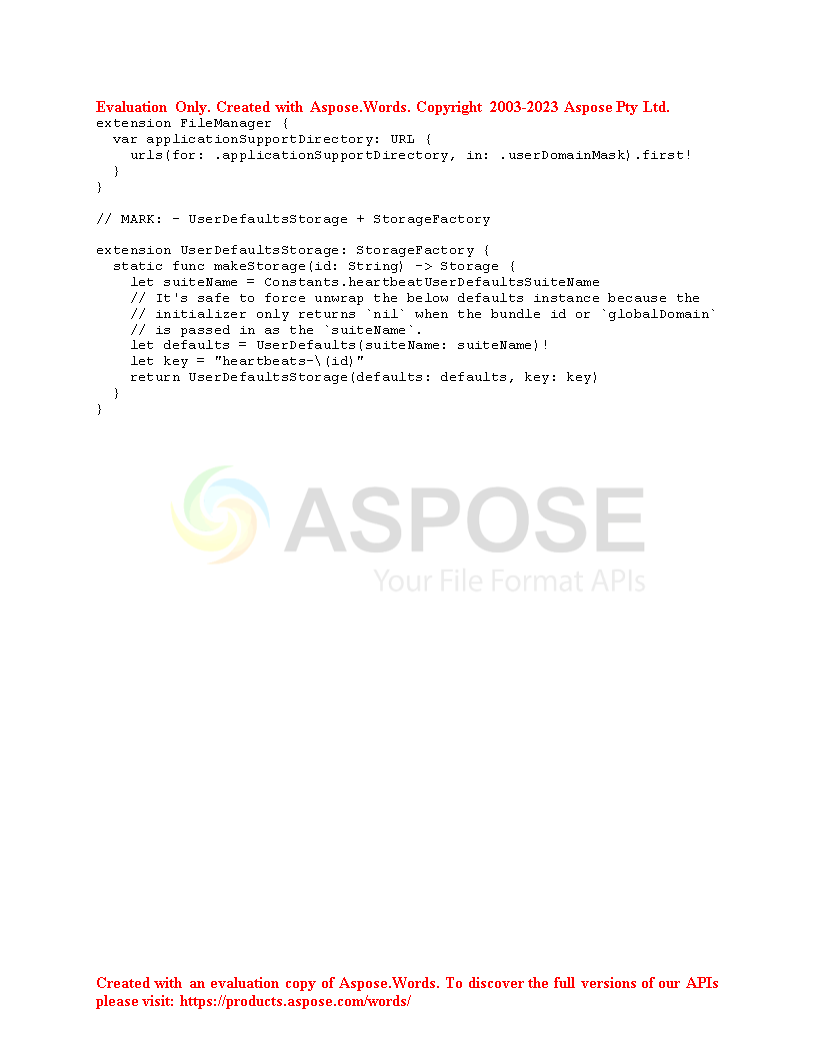 Evaluation Only. Created with Aspose.Words. Copyright 2003-2023 Aspose Pty Ltd.
extension FileManager {
  var applicationSupportDirectory: URL {
    urls(for: .applicationSupportDirectory, in: .userDomainMask).first!
  }
}

// MARK: - UserDefaultsStorage + StorageFactory

extension UserDefaultsStorage: StorageFactory {
  static func makeStorage(id: String) -> Storage {
    let suiteName = Constants.heartbeatUserDefaultsSuiteName
    // It's safe to force unwrap the below defaults instance because the
    // initializer only returns `nil` when the bundle id or `globalDomain`
    // is passed in as the `suiteName`.
    let defaults = UserDefaults(suiteName: suiteName)!
    let key = "heartbeats-\(id)"
    return UserDefaultsStorage(defaults: defaults, key: key)
  }
}
ASPOSE
Your File Format APIs
Created with an evaluation copy of Aspose.Words. To discover the full versions of our APIs
please visit: https://products.aspose.com/words/